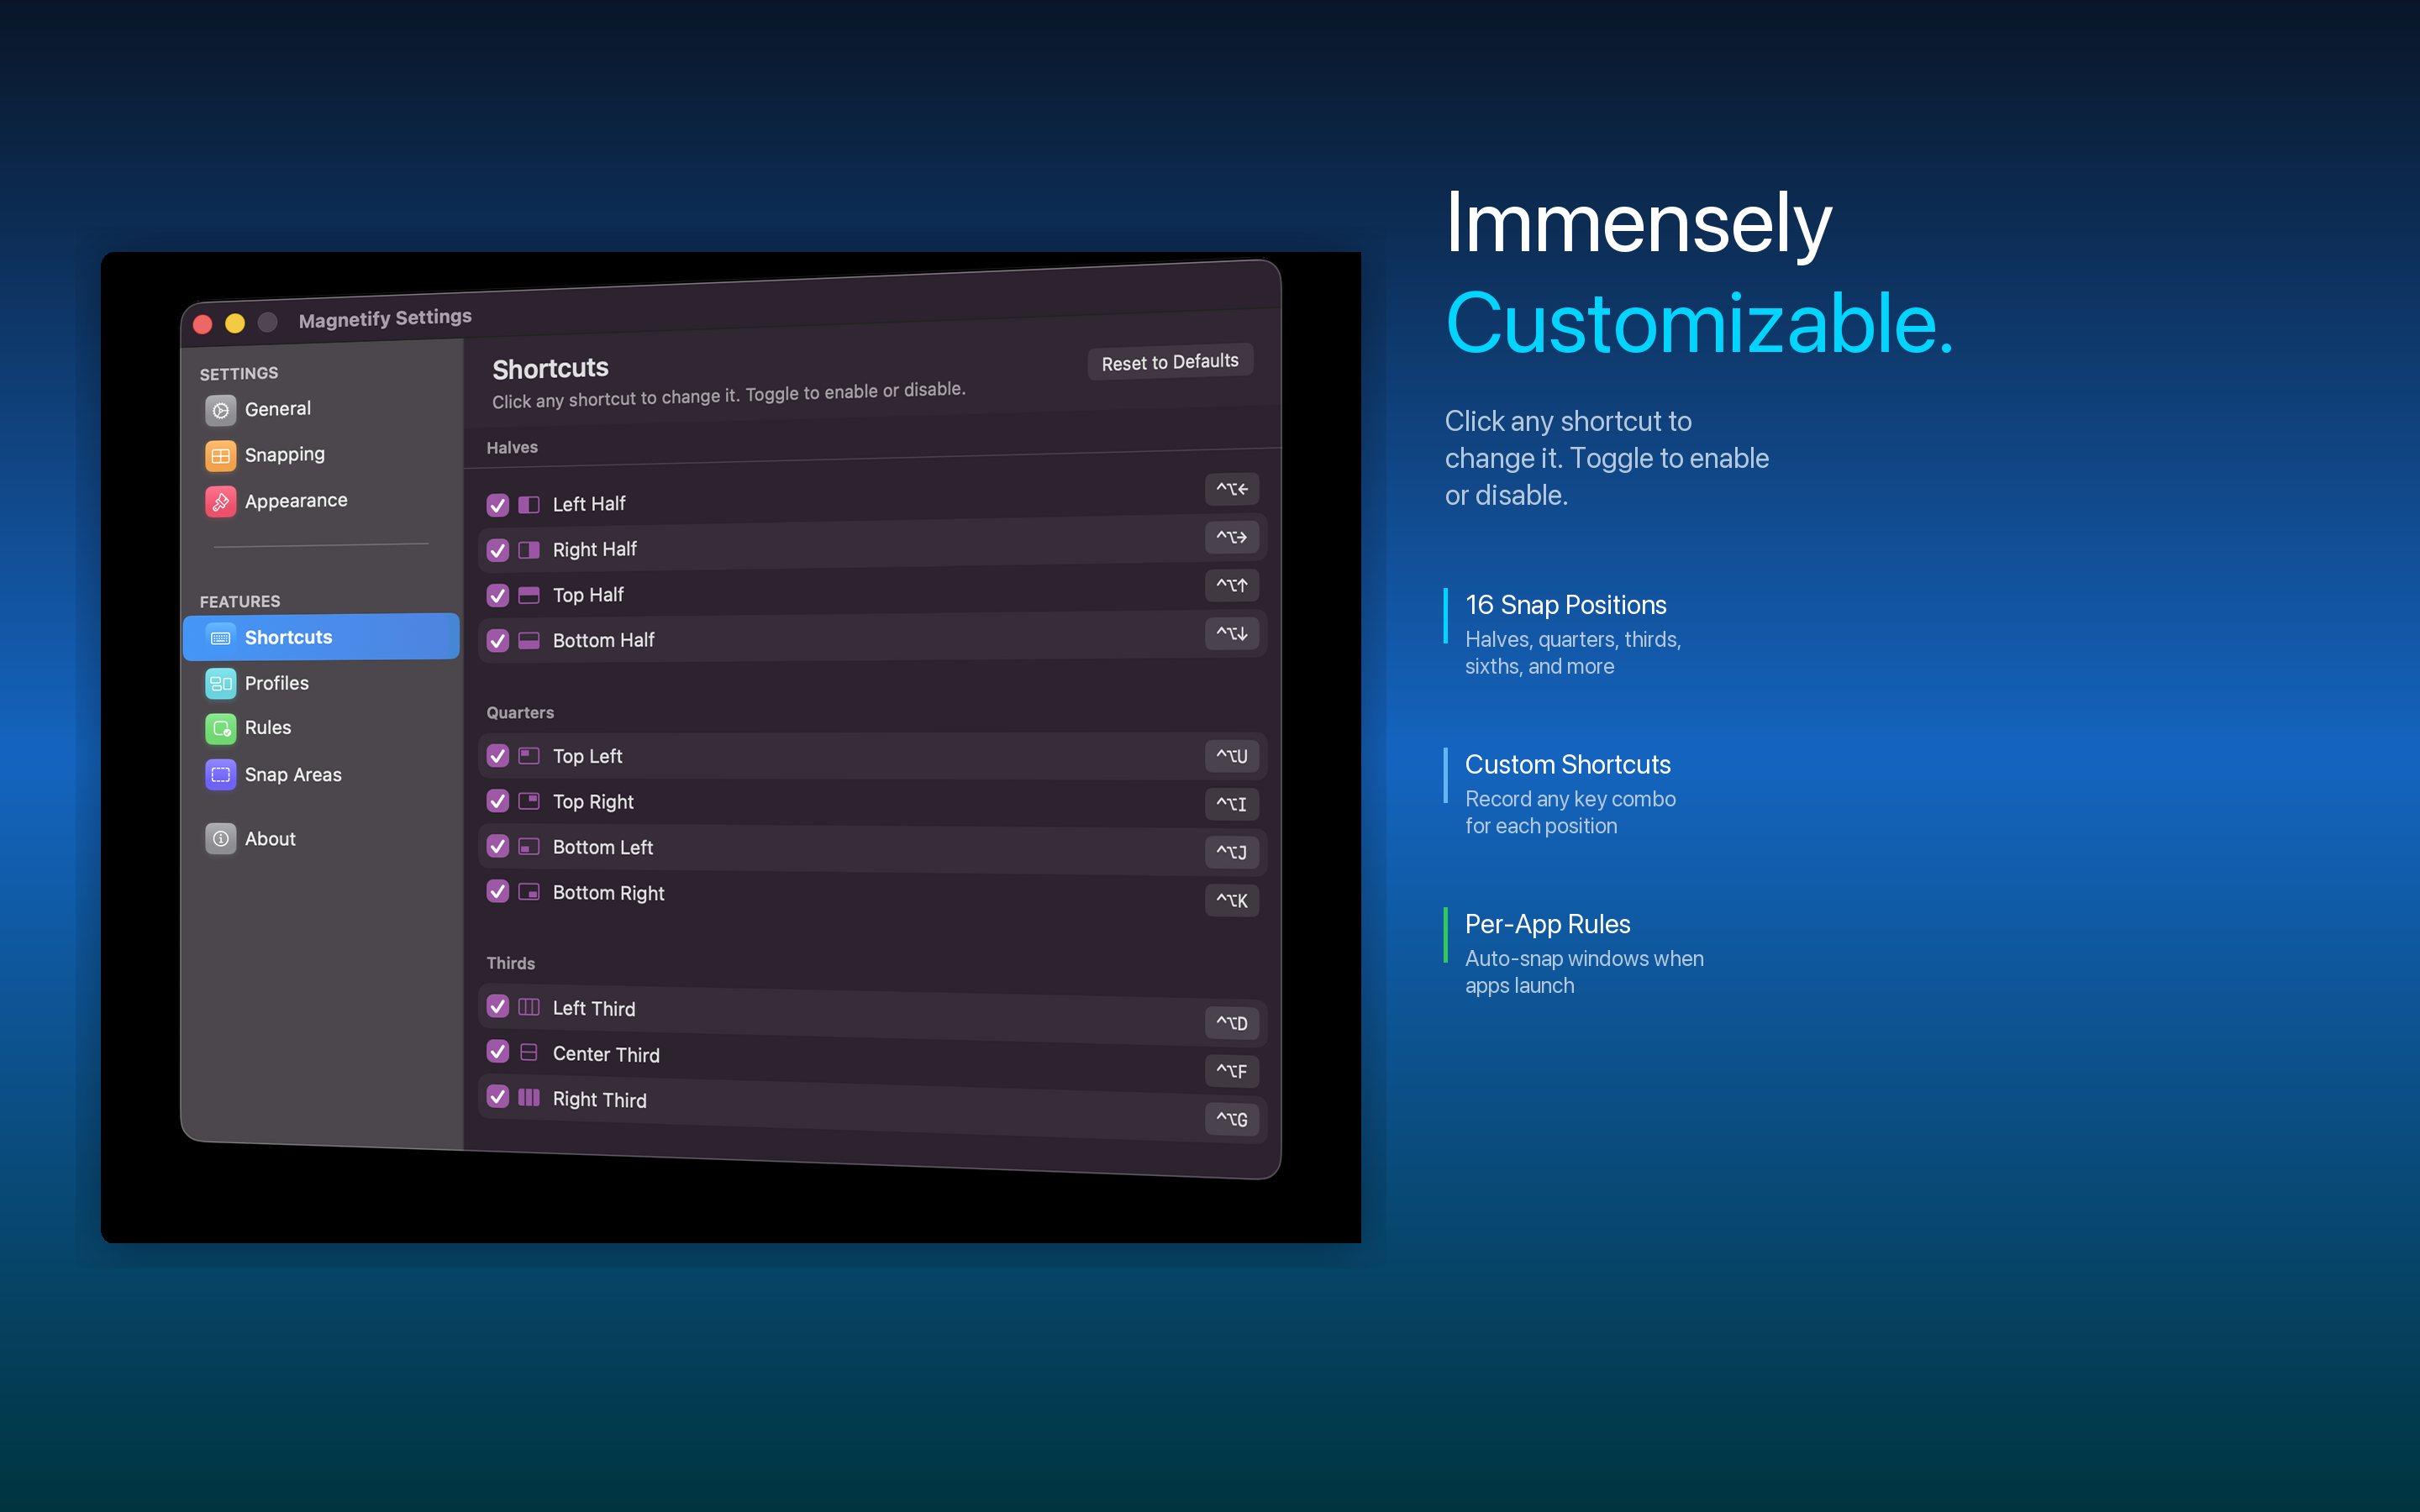 Magnetify Settings
SETTINGS
General
Snapping
Appearance
FEATURES
Shortcuts
Profiles
Rules
Snap Areas
About
Shortcuts
Click any shortcut to change it. Toggle to enable or disable.
Reset to Defaults
Halves
Left Half ^⌥←
Right Half ^⌥→
Top Half ^⌥↑
Bottom Half ^⌥↓
Quarters
Top Left ^⌥U
Top Right ^⌥I
Bottom Left ^⌥J
Bottom Right ^⌥K
Thirds
Left Third ^⌥D
Center Third ^⌥F
Right Third ^⌥G
Immensely
Customizable.
Click any shortcut to
change it. Toggle to enable
or disable.
16 Snap Positions
Halves, quarters, thirds,
sixths, and more
Custom Shortcuts
Record any key combo
for each position
Per-App Rules
Auto-snap windows when
apps launch